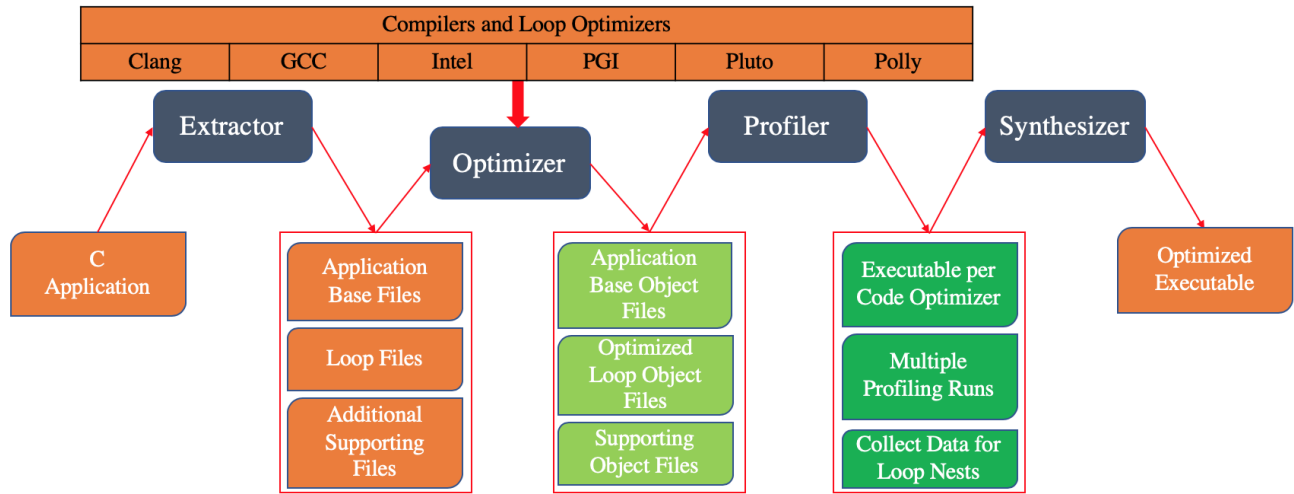 Compilers and Loop Optimizers
Clang GCC Intel PGI Pluto Polly
Extractor
Optimizer
Profiler
Synthesizer
C
Application
Application
Base Files
Loop Files
Additional
Supporting
Files
Application
Base Object
Files
Optimized
Loop Object
Files
Supporting
Object Files
Executable per
Code Optimizer
Multiple
Profiling Runs
Collect Data for
Loop Nests
Optimized
Executable